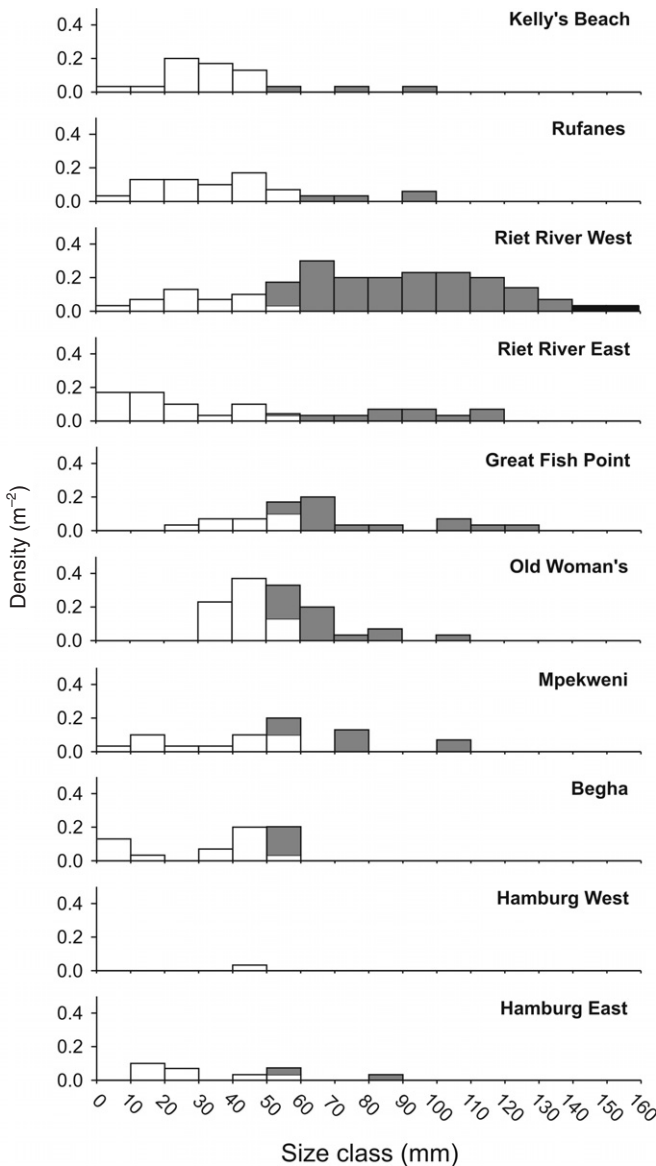 Kelly's Beach
0.4
0.2
0.0
Rufanes
0.4
0.2
0.0
Riet River West
0.4
0.2
0.0
Riet River East
0.4
0.2
0.0
Great Fish Point
0.4
0.2
0.0
Density (m⁻²)
Old Woman's
0.4
0.2
0.0
Mpekweni
0.4
0.2
0.0
Begha
0.4
0.2
0.0
Hamburg West
0.4
0.2
0.0
Hamburg East
0.4
0.2
0.0
0 10 20 30 40 50 60 70 80 90 100 110 120 130 140 150 160
Size class (mm)